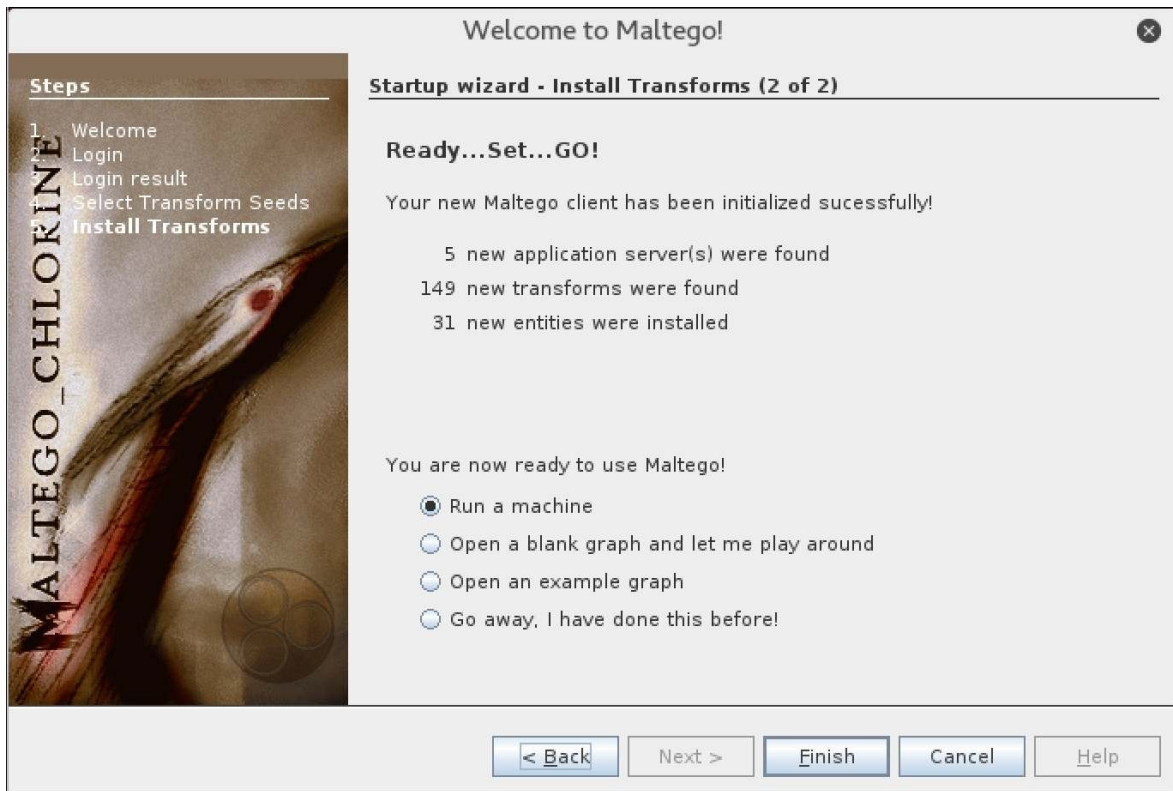 Welcome to Maltego!
Steps
1. Welcome
2. Login
3. Login result
4. Select Transform Seeds
5. Install Transforms
MALTEGO_CHLORINE
Startup wizard - Install Transforms (2 of 2)
Ready...Set...GO!
Your new Maltego client has been initialized sucessfully!
5 new application server(s) were found
149 new transforms were found
31 new entities were installed
You are now ready to use Maltego!
Run a machine
Open a blank graph and let me play around
Open an example graph
Go away, I have done this before!
< Back
Next >
Finish
Cancel
Help